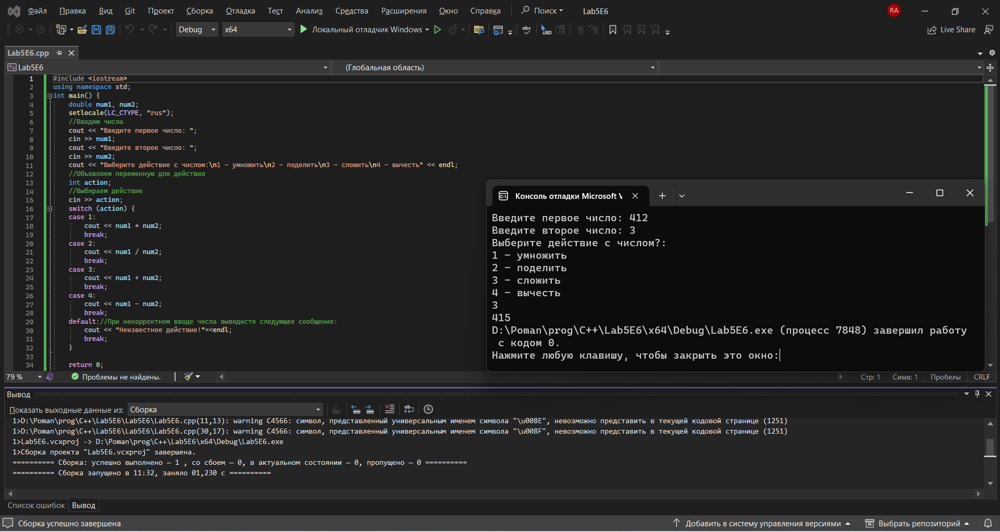 Файл Правка Вид Git Проект Сборка Отладка Тест Анализ Средства Расширения Окно Справка Поиск Lab5E6 RA
Debug x64 Локальный отладчик Windows Live Share
Lab5E6.cpp
Lab5E6 (Глобальная область)
1 #include <iostream>
2 using namespace std;
3 int main() {
4 double num1, num2;
5 setlocale(LC_CTYPE, "rus");
6 //Вводим числа
7 cout << "Введите первое число: ";
8 cin >> num1;
9 cout << "Введите второе число: ";
10 cin >> num2;
11 cout << "Выберите действие с числом:\n1 - умножить\n2 - поделить\n3 - сложить\n4 - вычесть" << endl;
12 //Объявляем переменную для действия
13 int action;
14 //Выбираем действие
15 cin >> action;
16 switch (action) {
17 case 1:
18 cout << num1 * num2;
19 break;
20 case 2:
21 cout << num1 / num2;
22 break;
23 case 3:
24 cout << num1 + num2;
25 break;
26 case 4:
27 cout << num1 - num2;
28 break;
29 default://При некорректном вводе числа выводистя следующее сообщение:
30 cout << "Неизвестное действие!"<<endl;
31 break;
32 }
33
34 return 0;
Консоль отладки Microsoft V
Введите первое число: 412
Введите второе число: 3
Выберите действие с числом?:
1 - умножить
2 - поделить
3 - сложить
4 - вычесть
3
415
D:\Poman\prog\C++\Lab5E6\x64\Debug\Lab5E6.exe (процесс 7848) завершил работу
с кодом 0.
Нажмите любую клавишу, чтобы закрыть это окно:
79 % Проблемы не найдены. Стр: 1 Симв: 1 Пробелы CRLF
Вывод
Показать выходные данные из: Сборка
1>D:\Poman\prog\C++\Lab5E6\Lab5E6\Lab5E6.cpp(11,13): warning C4566: символ, представленный универсальным именем символа "\u008E", невозможно представить в текущей кодовой странице (1251)
1>D:\Poman\prog\C++\Lab5E6\Lab5E6\Lab5E6.cpp(30,17): warning C4566: символ, представленный универсальным именем символа "\u008F", невозможно представить в текущей кодовой странице (1251)
1>Lab5E6.vcxproj -> D:\Poman\prog\C++\Lab5E6\x64\Debug\Lab5E6.exe
1>Сборка проекта "Lab5E6.vcxproj" завершена.
========== Сборка: успешно выполнено — 1 , со сбоем — 0, в актуальном состоянии — 0, пропущено — 0 ==========
========== Сборка запущено в 11:32, заняло 01,230 с ==========
Список ошибок Вывод
Сборка успешно завершена Добавить в систему управления версиями Выбрать репозиторий